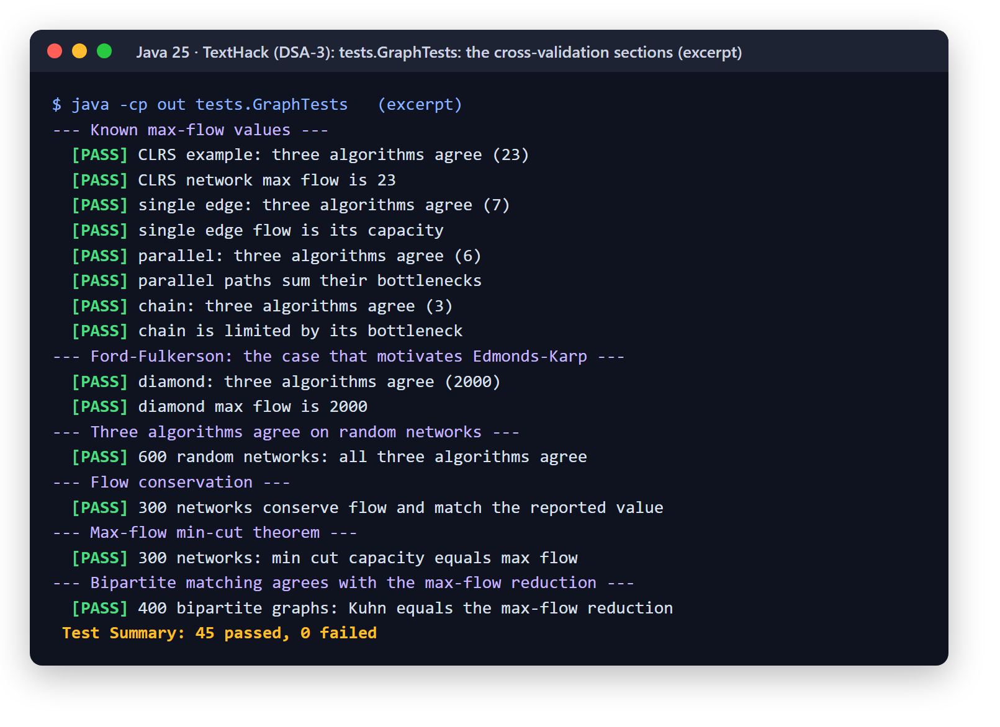 Java 25 · TextHack (DSA-3): tests.GraphTests: the cross-validation sections (excerpt)
$ java -cp out tests.GraphTests   (excerpt)
--- Known max-flow values ---
[PASS] CLRS example: three algorithms agree (23)
[PASS] CLRS network max flow is 23
[PASS] single edge: three algorithms agree (7)
[PASS] single edge flow is its capacity
[PASS] parallel: three algorithms agree (6)
[PASS] parallel paths sum their bottlenecks
[PASS] chain: three algorithms agree (3)
[PASS] chain is limited by its bottleneck
--- Ford-Fulkerson: the case that motivates Edmonds-Karp ---
[PASS] diamond: three algorithms agree (2000)
[PASS] diamond max flow is 2000
--- Three algorithms agree on random networks ---
[PASS] 600 random networks: all three algorithms agree
--- Flow conservation ---
[PASS] 300 networks conserve flow and match the reported value
--- Max-flow min-cut theorem ---
[PASS] 300 networks: min cut capacity equals max flow
--- Bipartite matching agrees with the max-flow reduction ---
[PASS] 400 bipartite graphs: Kuhn equals the max-flow reduction
Test Summary: 45 passed, 0 failed